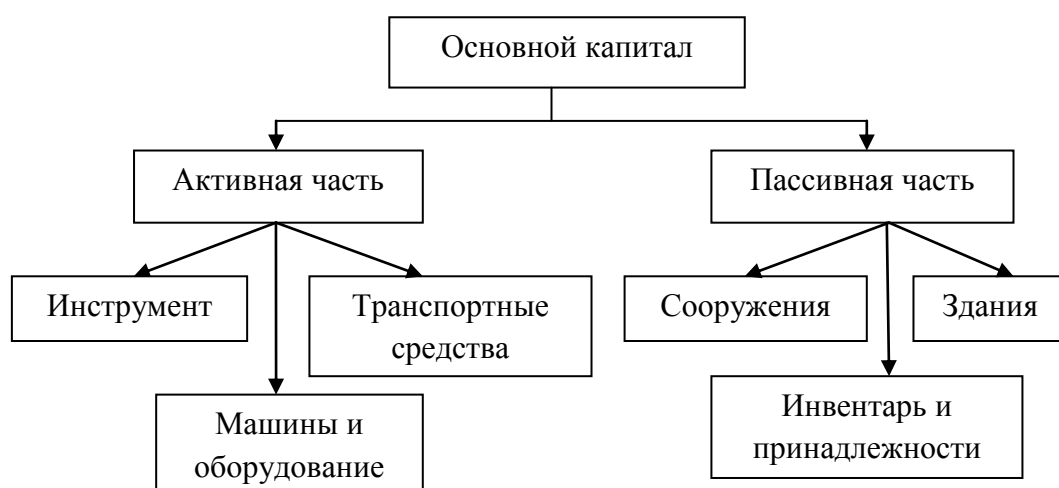 Основной капитал
Активная часть
Пассивная часть
Инструмент
Транспортные
средства
Сооружения
Здания
Машины и
оборудование
Инвентарь и
принадлежности